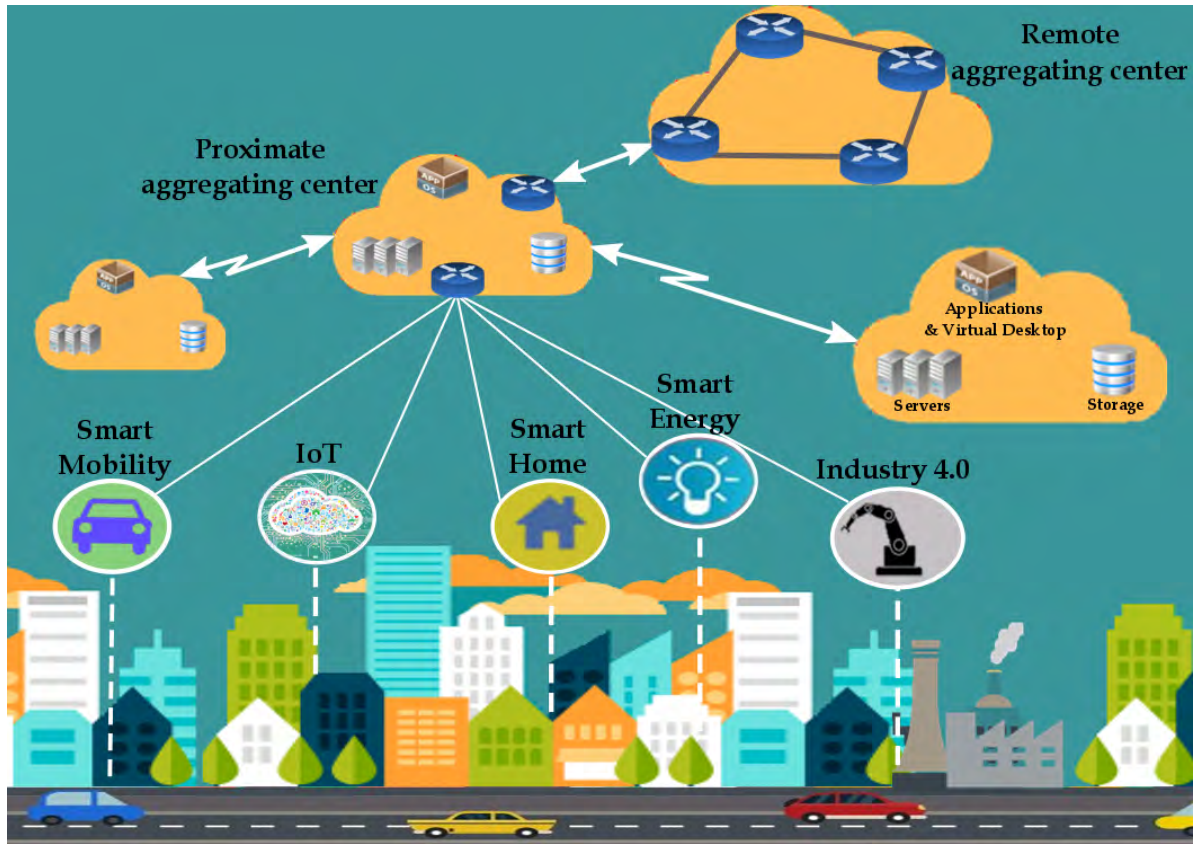 Remote
aggregating center
Proximate
aggregating center
APP
OS
APP
OS
APP
OS
Applications
& Virtual Desktop
Servers
Storage
Smart
Mobility
IoT
Smart
Home
Smart
Energy
Industry 4.0